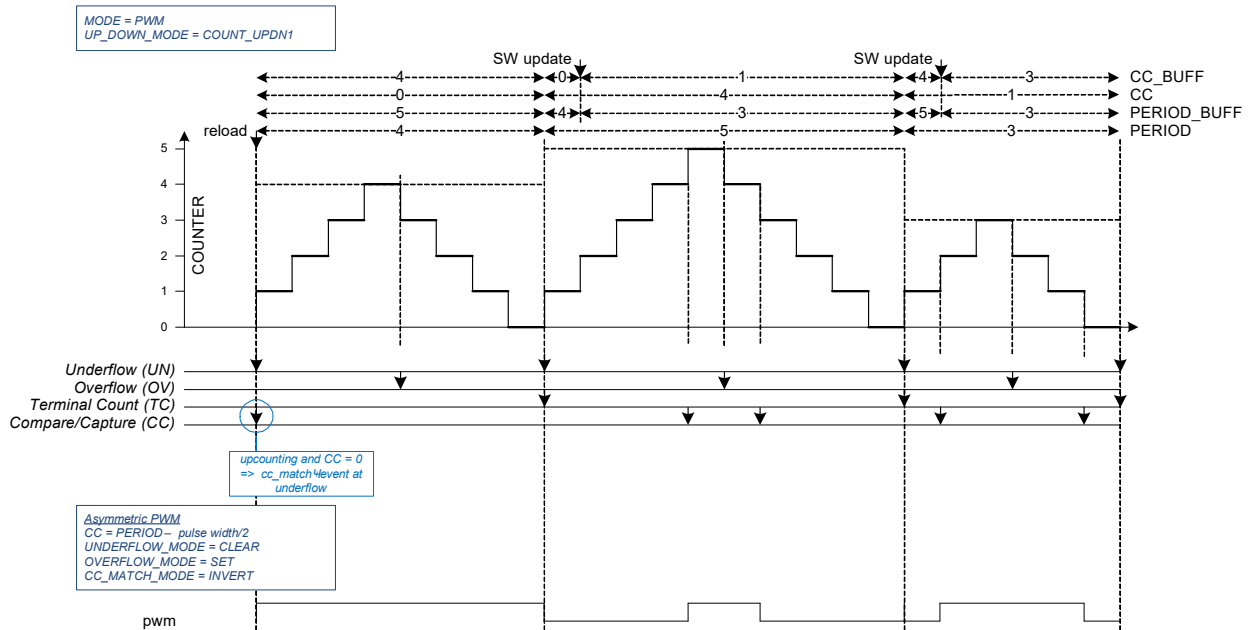 MODE = PWM
UP_DOWN_MODE = COUNT_UPDN1
SW update SW update
4 0 1 4 3 CC_BUFF
0 4 1 CC
5 4 3 5 3 PERIOD_BUFF
reload 4 5 3 PERIOD
5
4
3
2
1
0
COUNTER
Underflow (UN)
Overflow (OV)
Terminal Count (TC)
Compare/Capture (CC)
upcounting and CC = 0
=> cc_match event at
underflow
Asymmetric PWM
CC = PERIOD – pulse width/2
UNDERFLOW_MODE = CLEAR
OVERFLOW_MODE = SET
CC_MATCH_MODE = INVERT
pwm